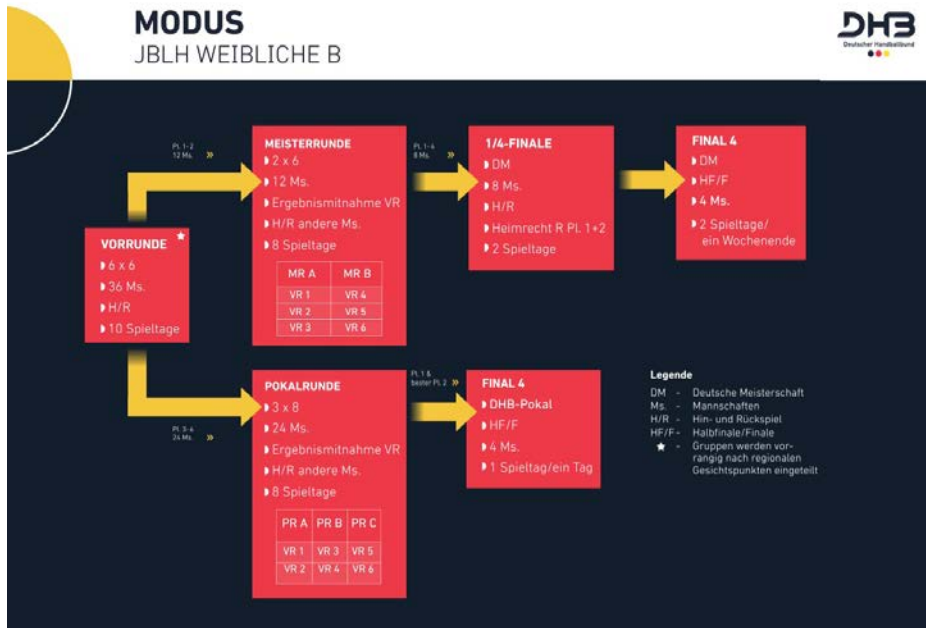 MODUS
JBLH WEIBLICHE B
DHB
Deutscher Handballbund
Pl. 1-2
12 Ms. »
VORRUNDE ★
6 x 6
36 Ms.
H/R
10 Spieltage
Pl. 3-6
24 Ms. »
MEISTERRUNDE
2 x 6
12 Ms.
Ergebnismitnahme VR
H/R andere Ms.
8 Spieltage
MR A MR B
VR 1 VR 4
VR 2 VR 5
VR 3 VR 6
Pl. 1-4
8 Ms. »
1/4-FINALE
DM
8 Ms.
H/R
Heimrecht R Pl. 1+2
2 Spieltage
FINAL 4
DM
HF/F
4 Ms.
2 Spieltage/
ein Wochenende
POKALRUNDE
3 x 8
24 Ms.
Ergebnismitnahme VR
H/R andere Ms.
8 Spieltage
PR A PR B PR C
VR 1 VR 3 VR 5
VR 2 VR 4 VR 6
Pl. 1 &
bester Pl. 2 »
FINAL 4
DHB-Pokal
HF/F
4 Ms.
1 Spieltag/ein Tag
Legende
DM - Deutsche Meisterschaft
Ms. - Mannschaften
H/R - Hin- und Rückspiel
HF/F - Halbfinale/Finale
★ - Gruppen werden vor-
rangig nach regionalen
Gesichtspunkten eingeteilt